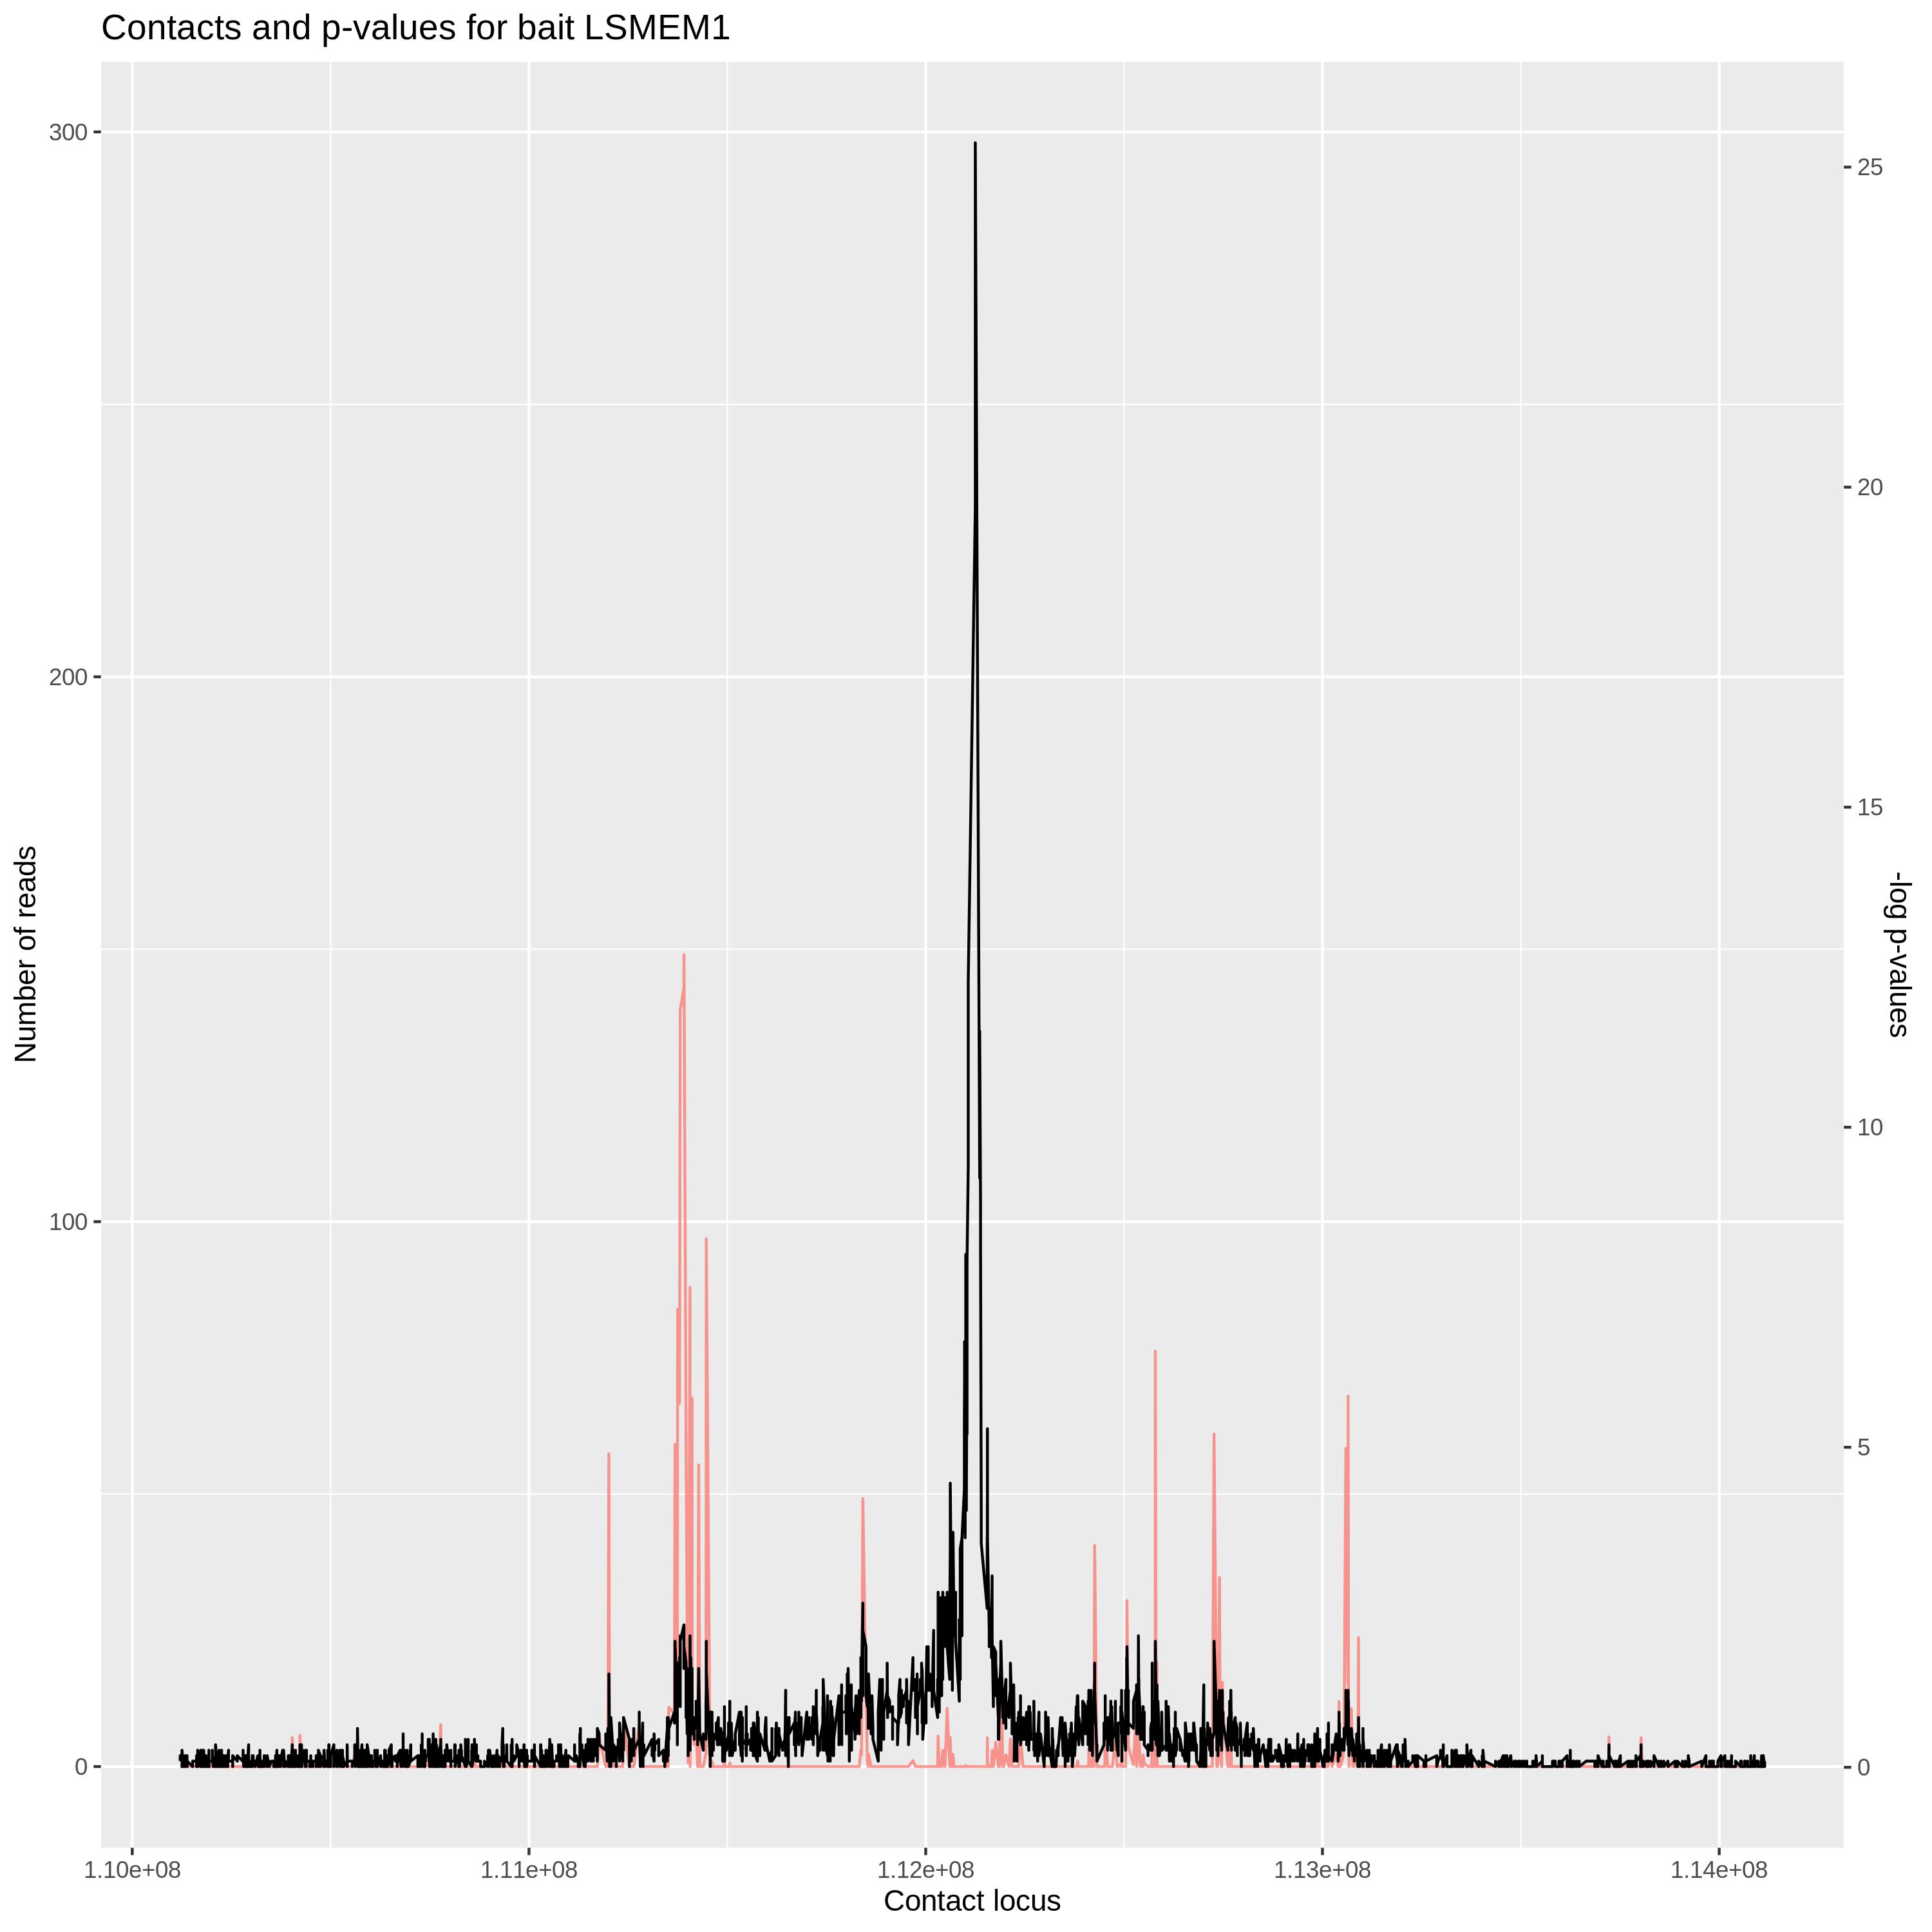 Contacts and p-values for bait LSMEM1
300
200
100
0
Number of reads
25
20
15
10
5
0
-log p-values
1.10e+08
1.11e+08
1.12e+08
1.13e+08
1.14e+08
Contact locus